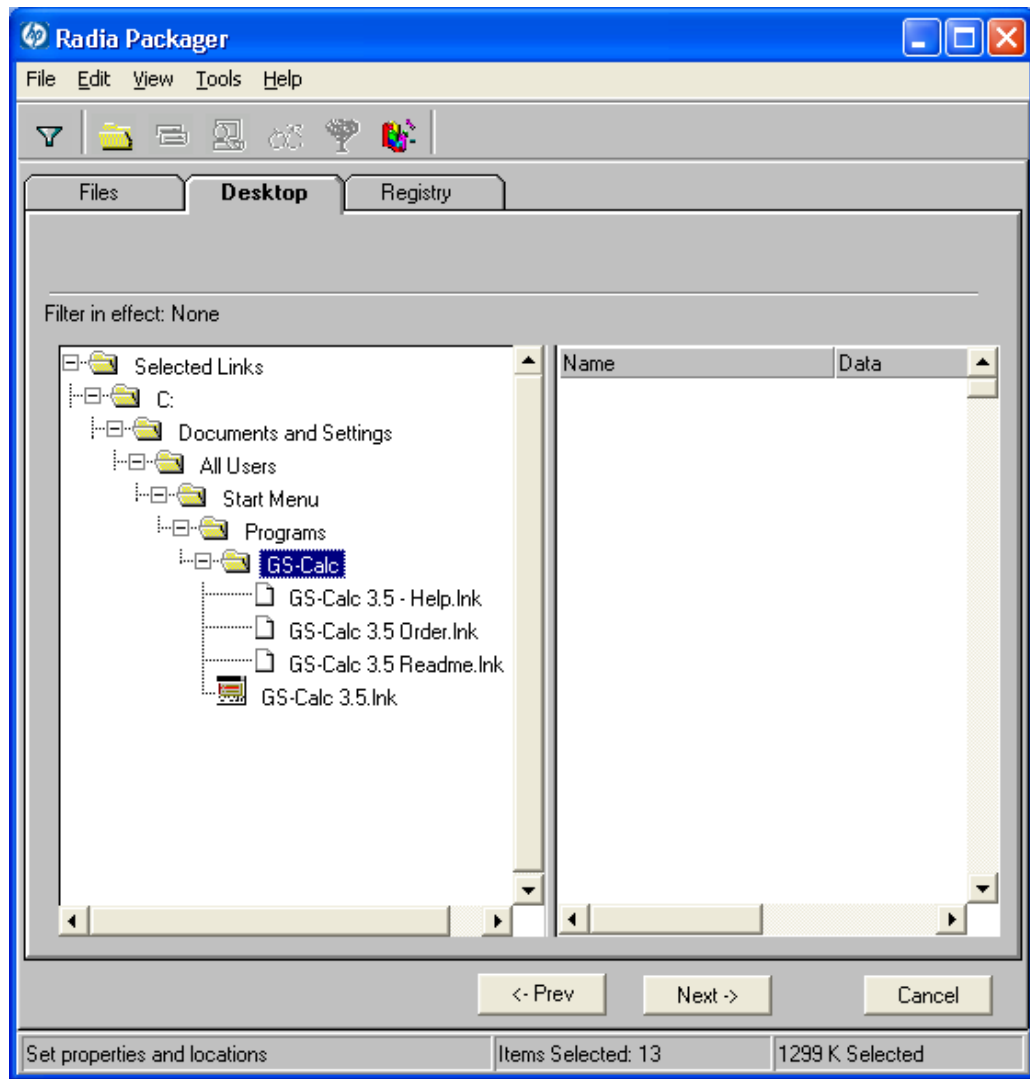 Radia Packager
File Edit View Tools Help
Files Desktop Registry
Filter in effect: None
Selected Links
C:
Documents and Settings
All Users
Start Menu
Programs
GS-Calc
GS-Calc 3.5 - Help.lnk
GS-Calc 3.5 Order.lnk
GS-Calc 3.5 Readme.lnk
GS-Calc 3.5.lnk
Name Data
<- Prev Next -> Cancel
Set properties and locations Items Selected: 13 1299 K Selected